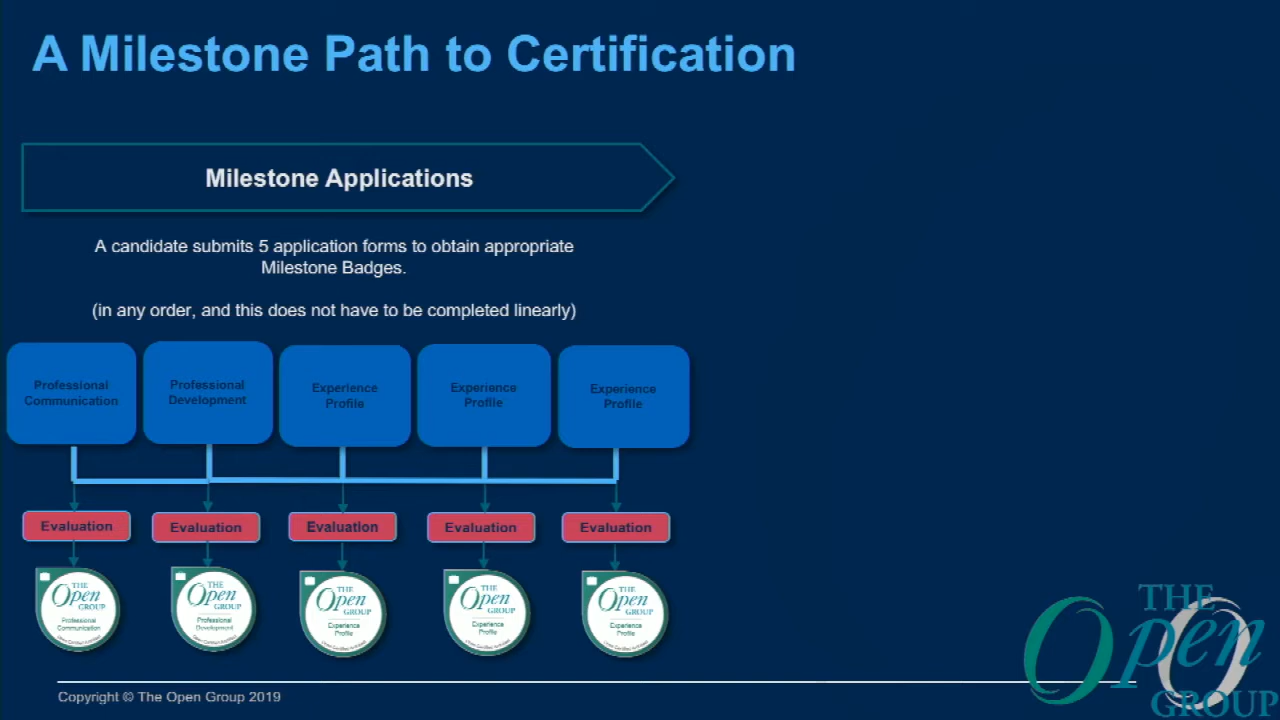 A Milestone Path to Certification
Milestone Applications
A candidate submits 5 application forms to obtain appropriate
Milestone Badges.
(in any order, and this does not have to be completed linearly)
Professional
Communication
Professional
Development
Experience
Profile
Experience
Profile
Experience
Profile
Evaluation
Evaluation
Evaluation
Evaluation
Evaluation
THE
Open
GROUP
Professional
Communication
THE
Open
GROUP
Professional
Development
THE
Open
GROUP
Experience
Profile
THE
Open
GROUP
Experience
Profile
THE
Open
GROUP
Experience
Profile
Copyright © The Open Group 2019
THE
Open
GROUP